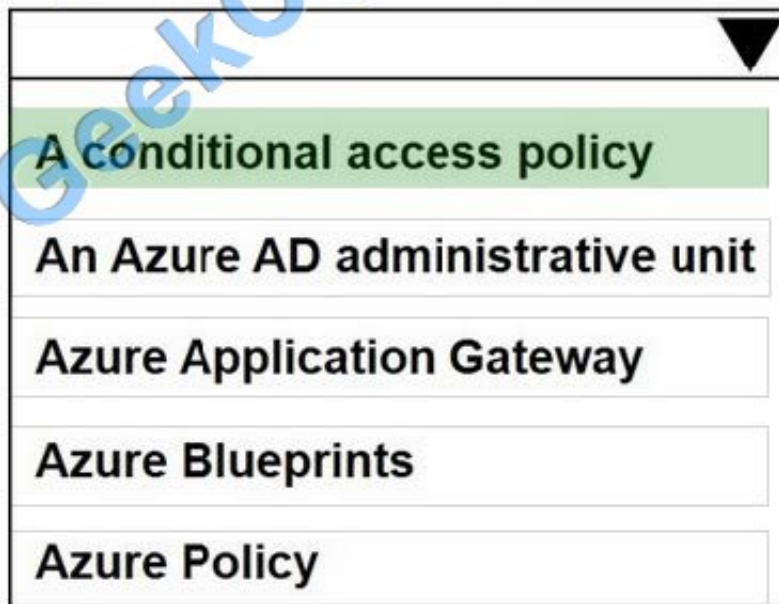 A conditional access policy
An Azure AD administrative unit
Azure Application Gateway
Azure Blueprints
Azure Policy